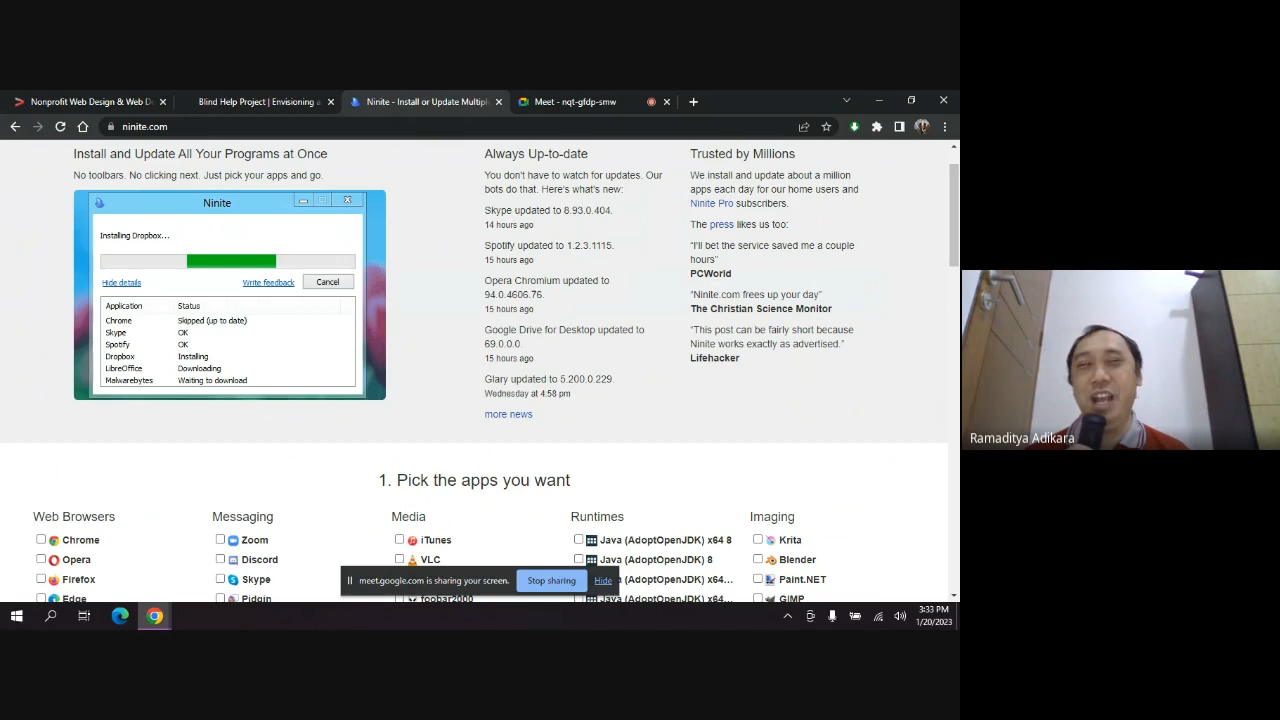 Nonprofit Web Design & Web D
Blind Help Project | Envisioning a
Ninite - Install or Update Multipl
Meet - nqt-gfdp-smw
ninite.com
Install and Update All Your Programs at Once
No toolbars. No clicking next. Just pick your apps and go.
Ninite
Installing Dropbox...
Hide details
Write feedback
Cancel
Application Status
Chrome Skipped (up to date)
Skype OK
Spotify OK
Dropbox Installing
LibreOffice Downloading
Malwarebytes Waiting to download
Always Up-to-date
You don't have to watch for updates. Our
bots do that. Here's what's new:
Skype updated to 8.93.0.404.
14 hours ago
Spotify updated to 1.2.3.1115.
15 hours ago
Opera Chromium updated to
94.0.4606.76.
15 hours ago
Google Drive for Desktop updated to
69.0.0.0.
15 hours ago
Glary updated to 5.200.0.229.
Wednesday at 4:58 pm
more news
Trusted by Millions
We install and update about a million
apps each day for our home users and
Ninite Pro subscribers.
The press likes us too:
"I'll bet the service saved me a couple
hours"
PCWorld
"Ninite.com frees up your day"
The Christian Science Monitor
"This post can be fairly short because
Ninite works exactly as advertised."
Lifehacker
1. Pick the apps you want
Web Browsers
Chrome
Opera
Firefox
Edge
Messaging
Zoom
Discord
Skype
Pidgin
Media
iTunes
VLC
foobar2000
Runtimes
Java (AdoptOpenJDK) x64 8
Java (AdoptOpenJDK) 8
Java (AdoptOpenJDK) x64...
Java (AdoptOpenJDK) x64...
Imaging
Krita
Blender
Paint.NET
GIMP
meet.google.com is sharing your screen.
Stop sharing
Hide
3:33 PM
1/20/2023
Ramaditya Adikara